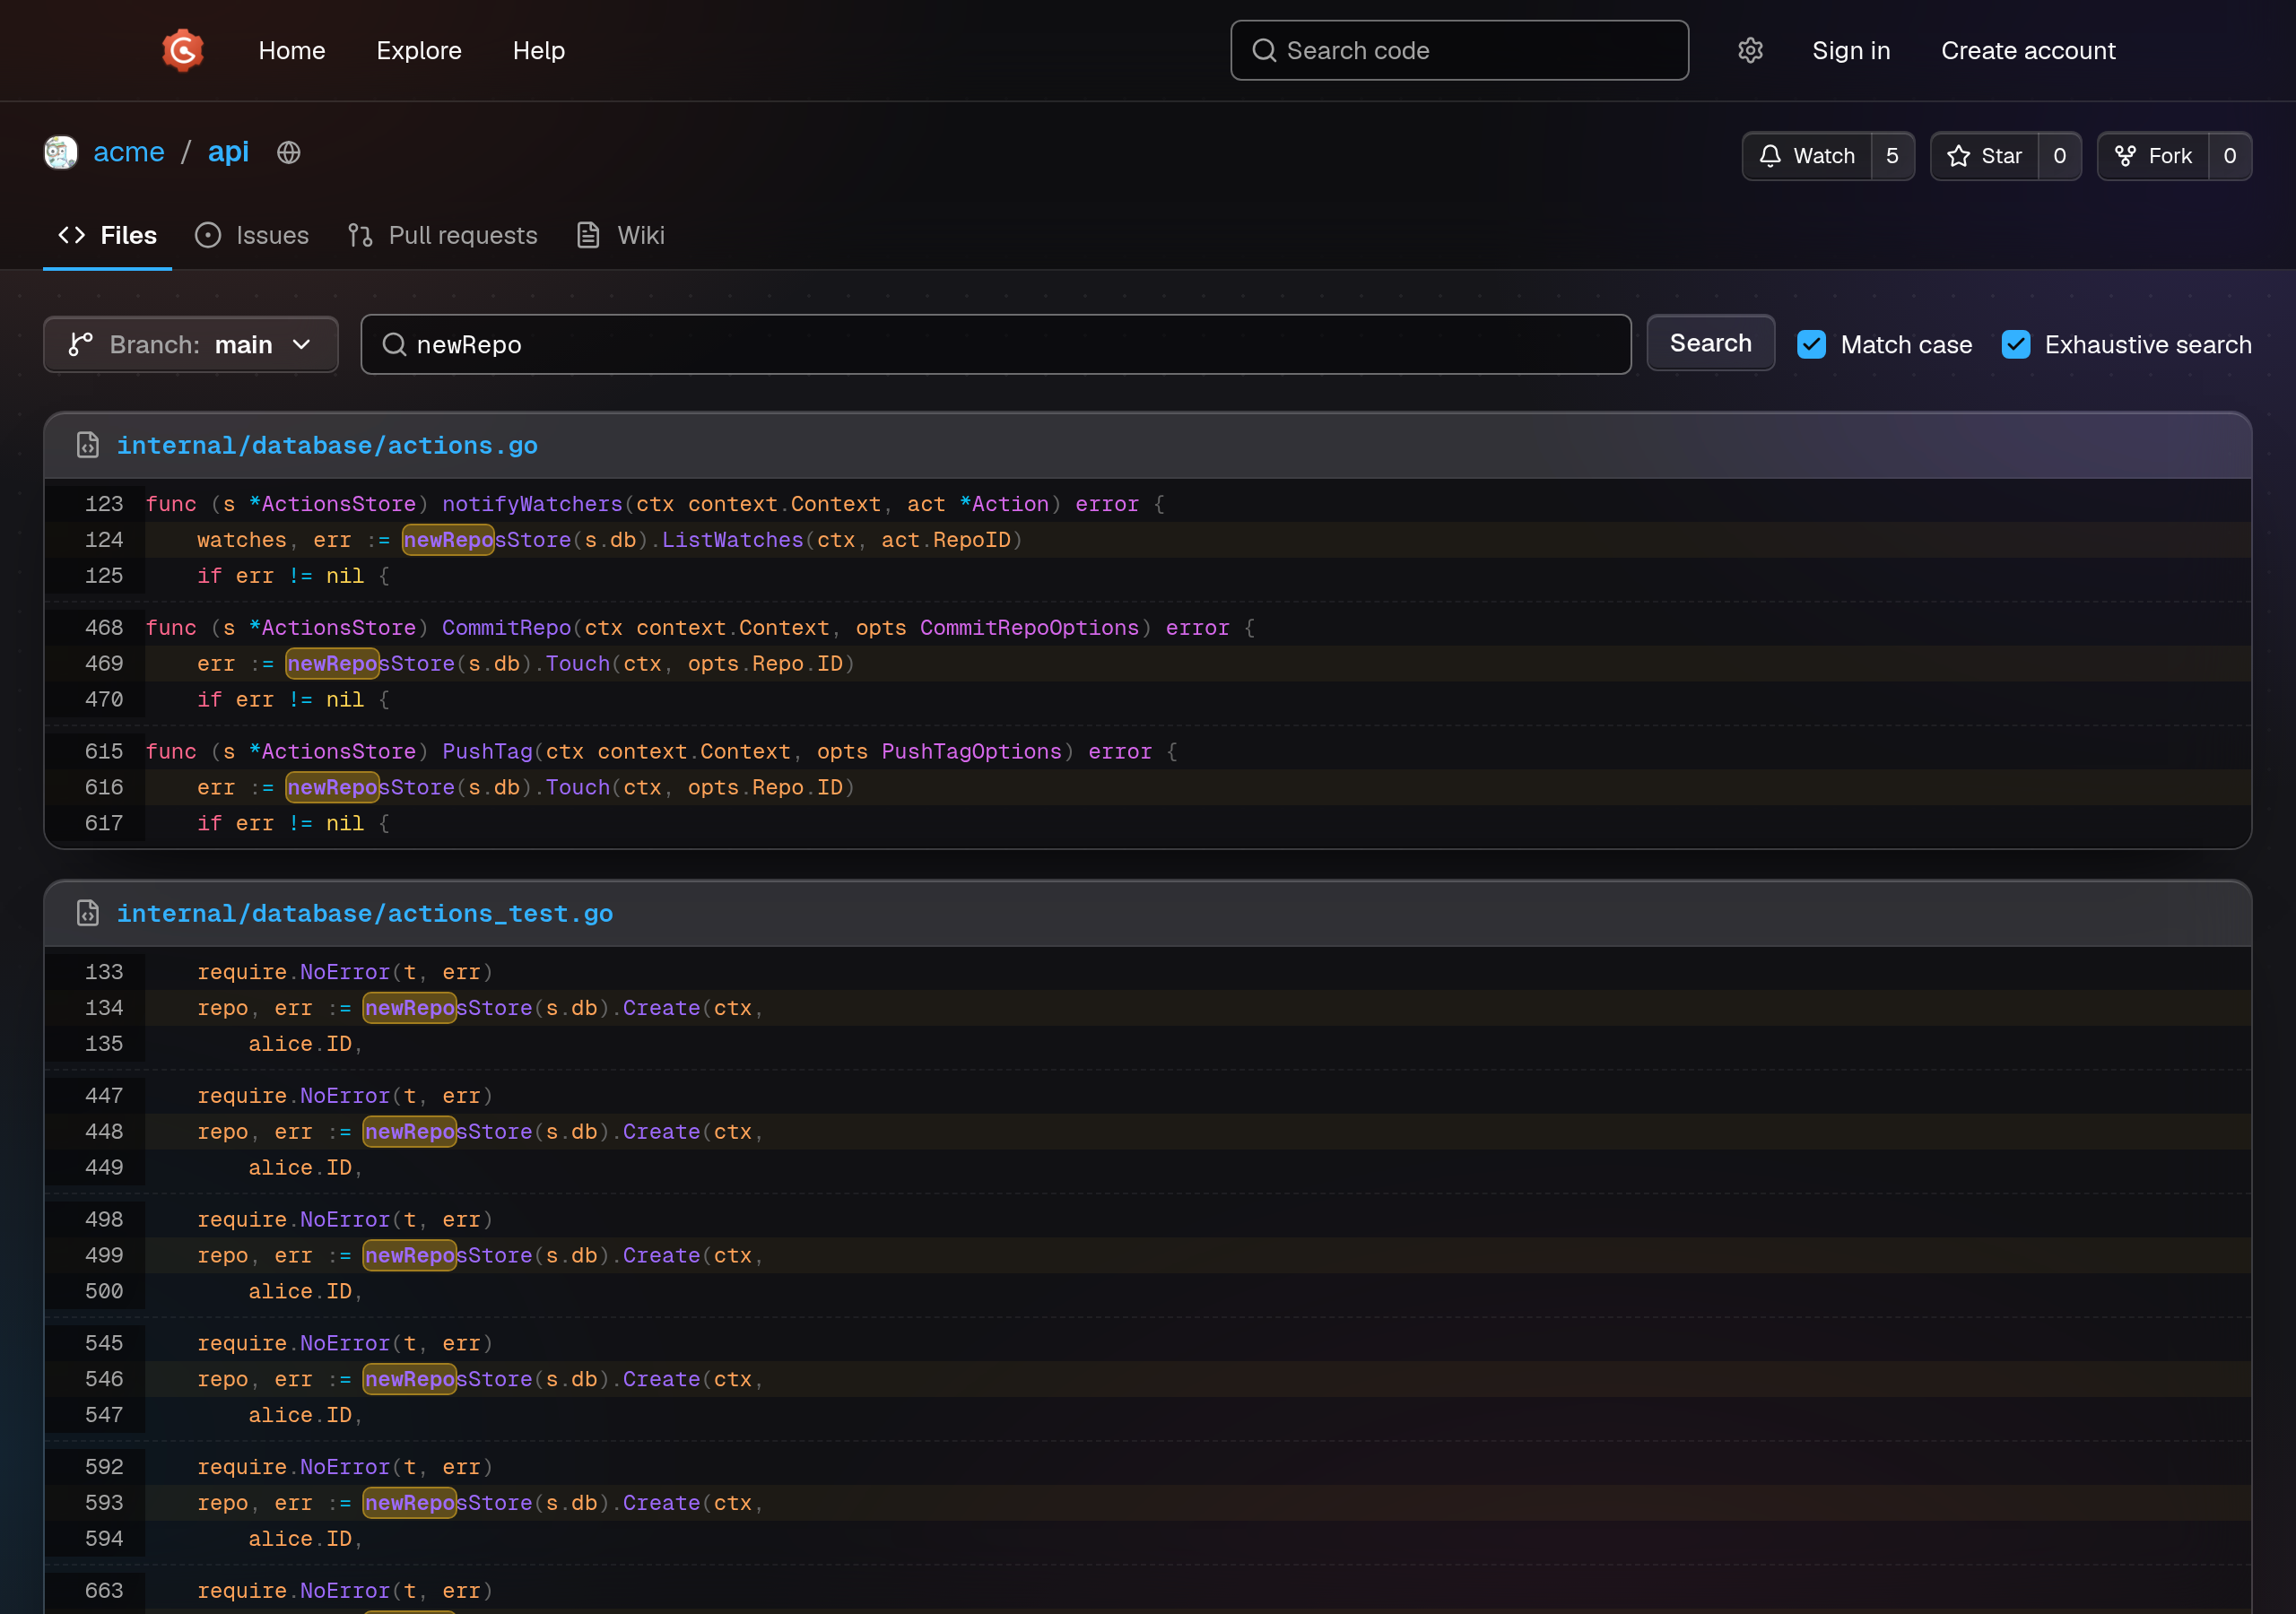 Home Explore Help Search code Sign in Create account
acme / api Watch 5 Star 0 Fork 0
Files Issues Pull requests Wiki
Branch: main newRepo Search Match case Exhaustive search
internal/database/actions.go
123 func (s *ActionsStore) notifyWatchers(ctx context.Context, act *Action) error {
124 watches, err := newReposStore(s.db).ListWatches(ctx, act.RepoID)
125 if err != nil {
468 func (s *ActionsStore) CommitRepo(ctx context.Context, opts CommitRepoOptions) error {
469 err := newReposStore(s.db).Touch(ctx, opts.Repo.ID)
470 if err != nil {
615 func (s *ActionsStore) PushTag(ctx context.Context, opts PushTagOptions) error {
616 err := newReposStore(s.db).Touch(ctx, opts.Repo.ID)
617 if err != nil {
internal/database/actions_test.go
133 require.NoError(t, err)
134 repo, err := newReposStore(s.db).Create(ctx,
135 alice.ID,
447 require.NoError(t, err)
448 repo, err := newReposStore(s.db).Create(ctx,
449 alice.ID,
498 require.NoError(t, err)
499 repo, err := newReposStore(s.db).Create(ctx,
500 alice.ID,
545 require.NoError(t, err)
546 repo, err := newReposStore(s.db).Create(ctx,
547 alice.ID,
592 require.NoError(t, err)
593 repo, err := newReposStore(s.db).Create(ctx,
594 alice.ID,
663 require.NoError(t, err)